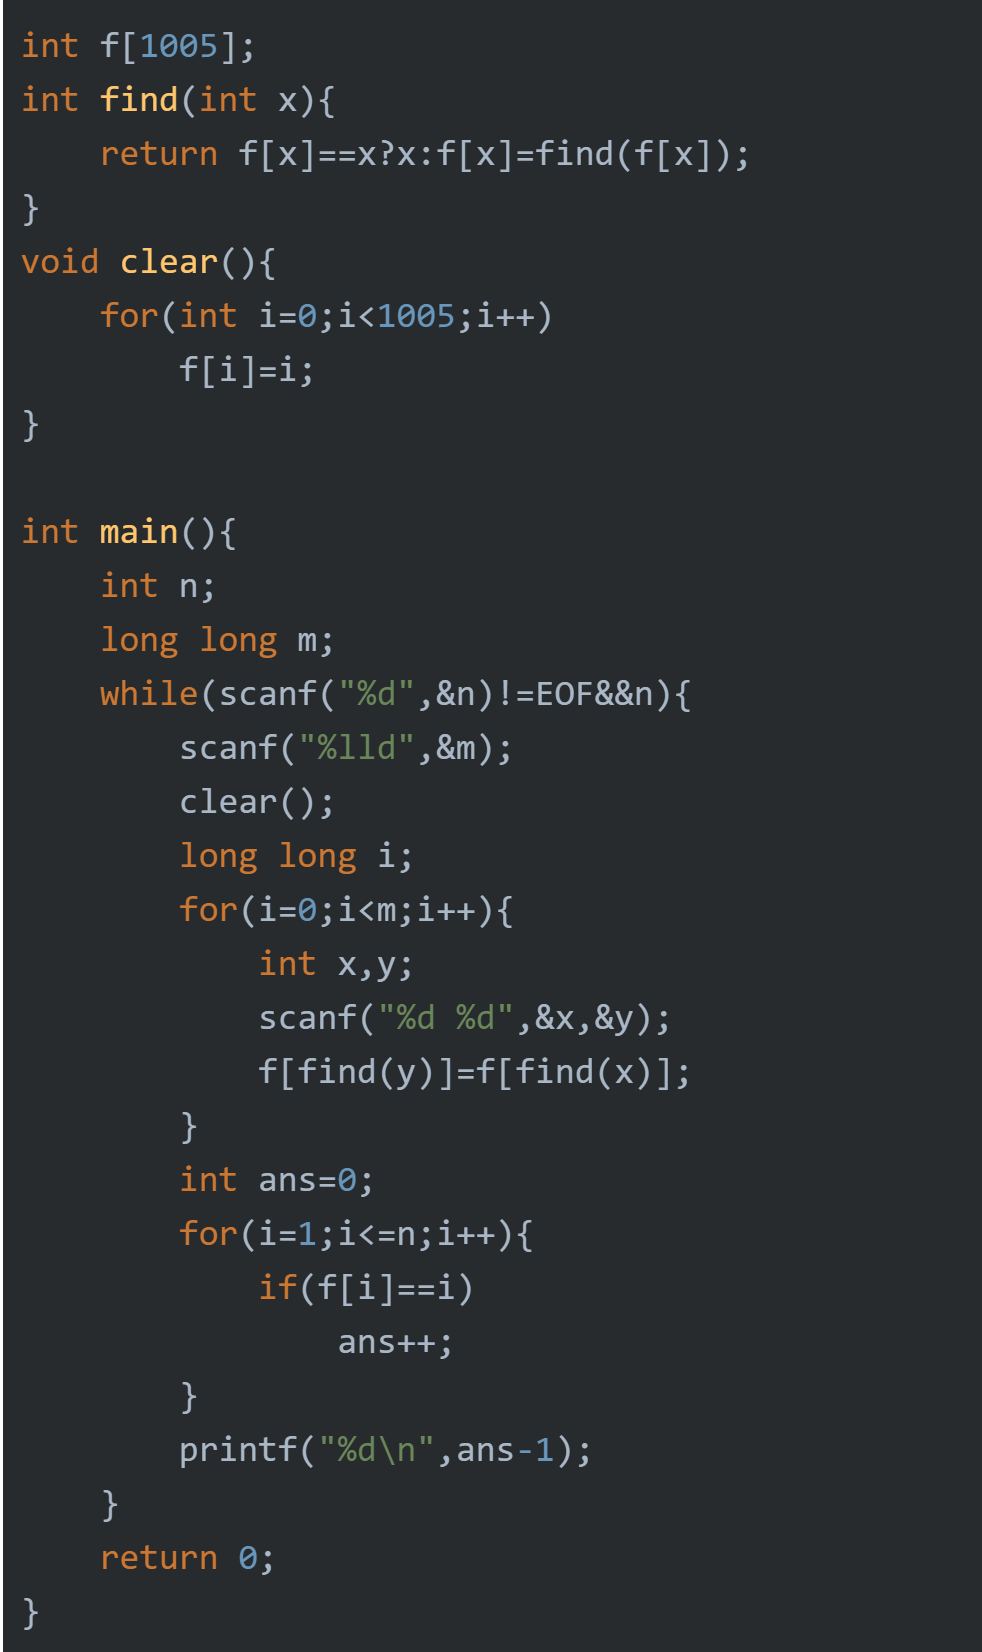 int f[1005];
int find(int x){
    return f[x]==x?x:f[x]=find(f[x]);
}
void clear(){
    for(int i=0;i<1005;i++)
        f[i]=i;
}

int main(){
    int n;
    long long m;
    while(scanf("%d",&n)!=EOF&&n){
        scanf("%lld",&m);
        clear();
        long long i;
        for(i=0;i<m;i++){
            int x,y;
            scanf("%d %d",&x,&y);
            f[find(y)]=f[find(x)];
        }
        int ans=0;
        for(i=1;i<=n;i++){
            if(f[i]==i)
                ans++;
        }
        printf("%d\n",ans-1);
    }
    return 0;
}